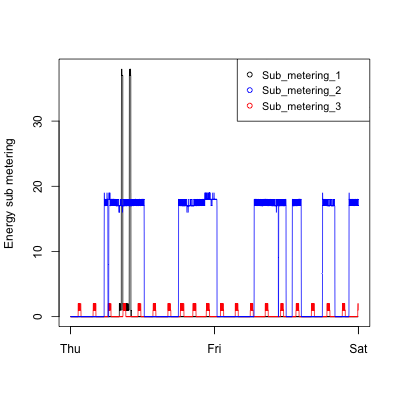 Sub_metering_1
Sub_metering_2
Sub_metering_3
Energy sub metering
30
20
10
0
Thu Fri Sat